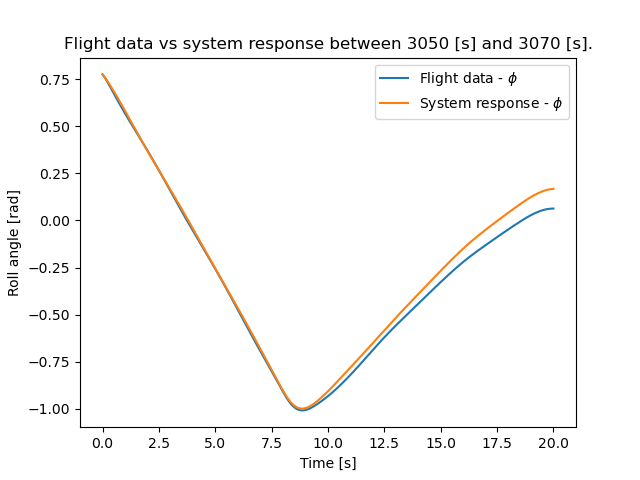 Flight data vs system response between 3050 [s] and 3070 [s].
Flight data - ϕ
System response - ϕ
Roll angle [rad]
0.75
0.50
0.25
0.00
−0.25
−0.50
−0.75
−1.00
0.0 2.5 5.0 7.5 10.0 12.5 15.0 17.5 20.0
Time [s]